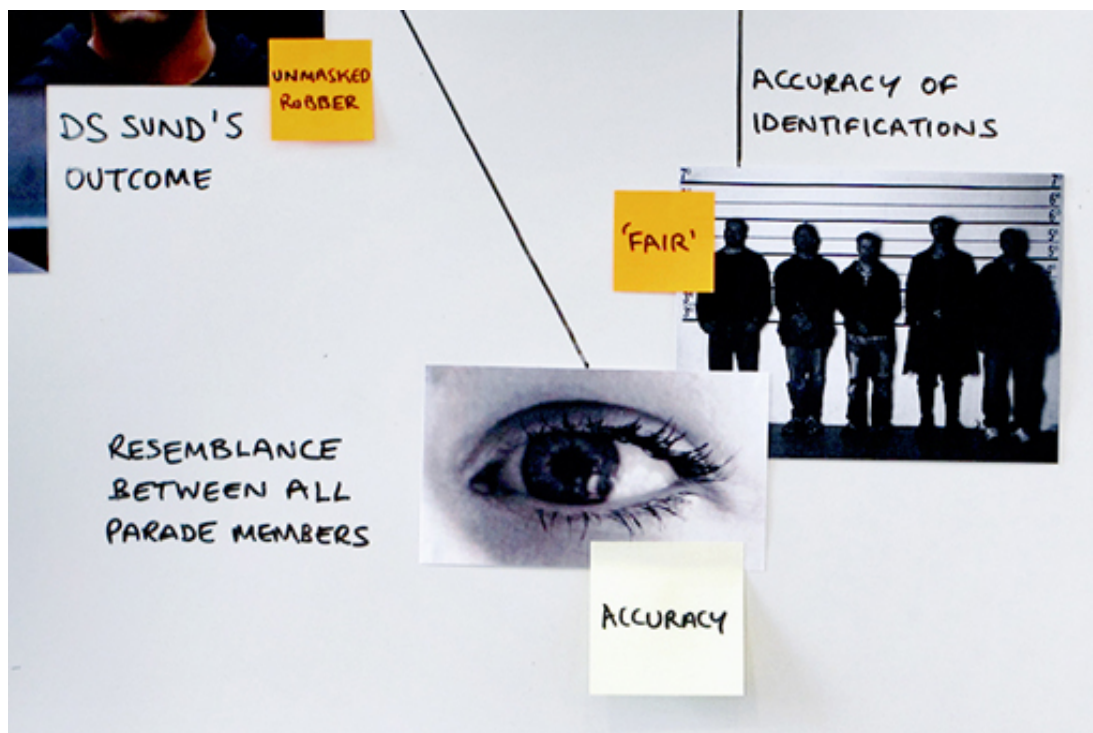 UNMASKED
ROBBER
DS SUND'S
OUTCOME
ACCURACY OF
IDENTIFICATIONS
'FAIR'
RESEMBLANCE
BETWEEN ALL
PARADE MEMBERS
ACCURACY